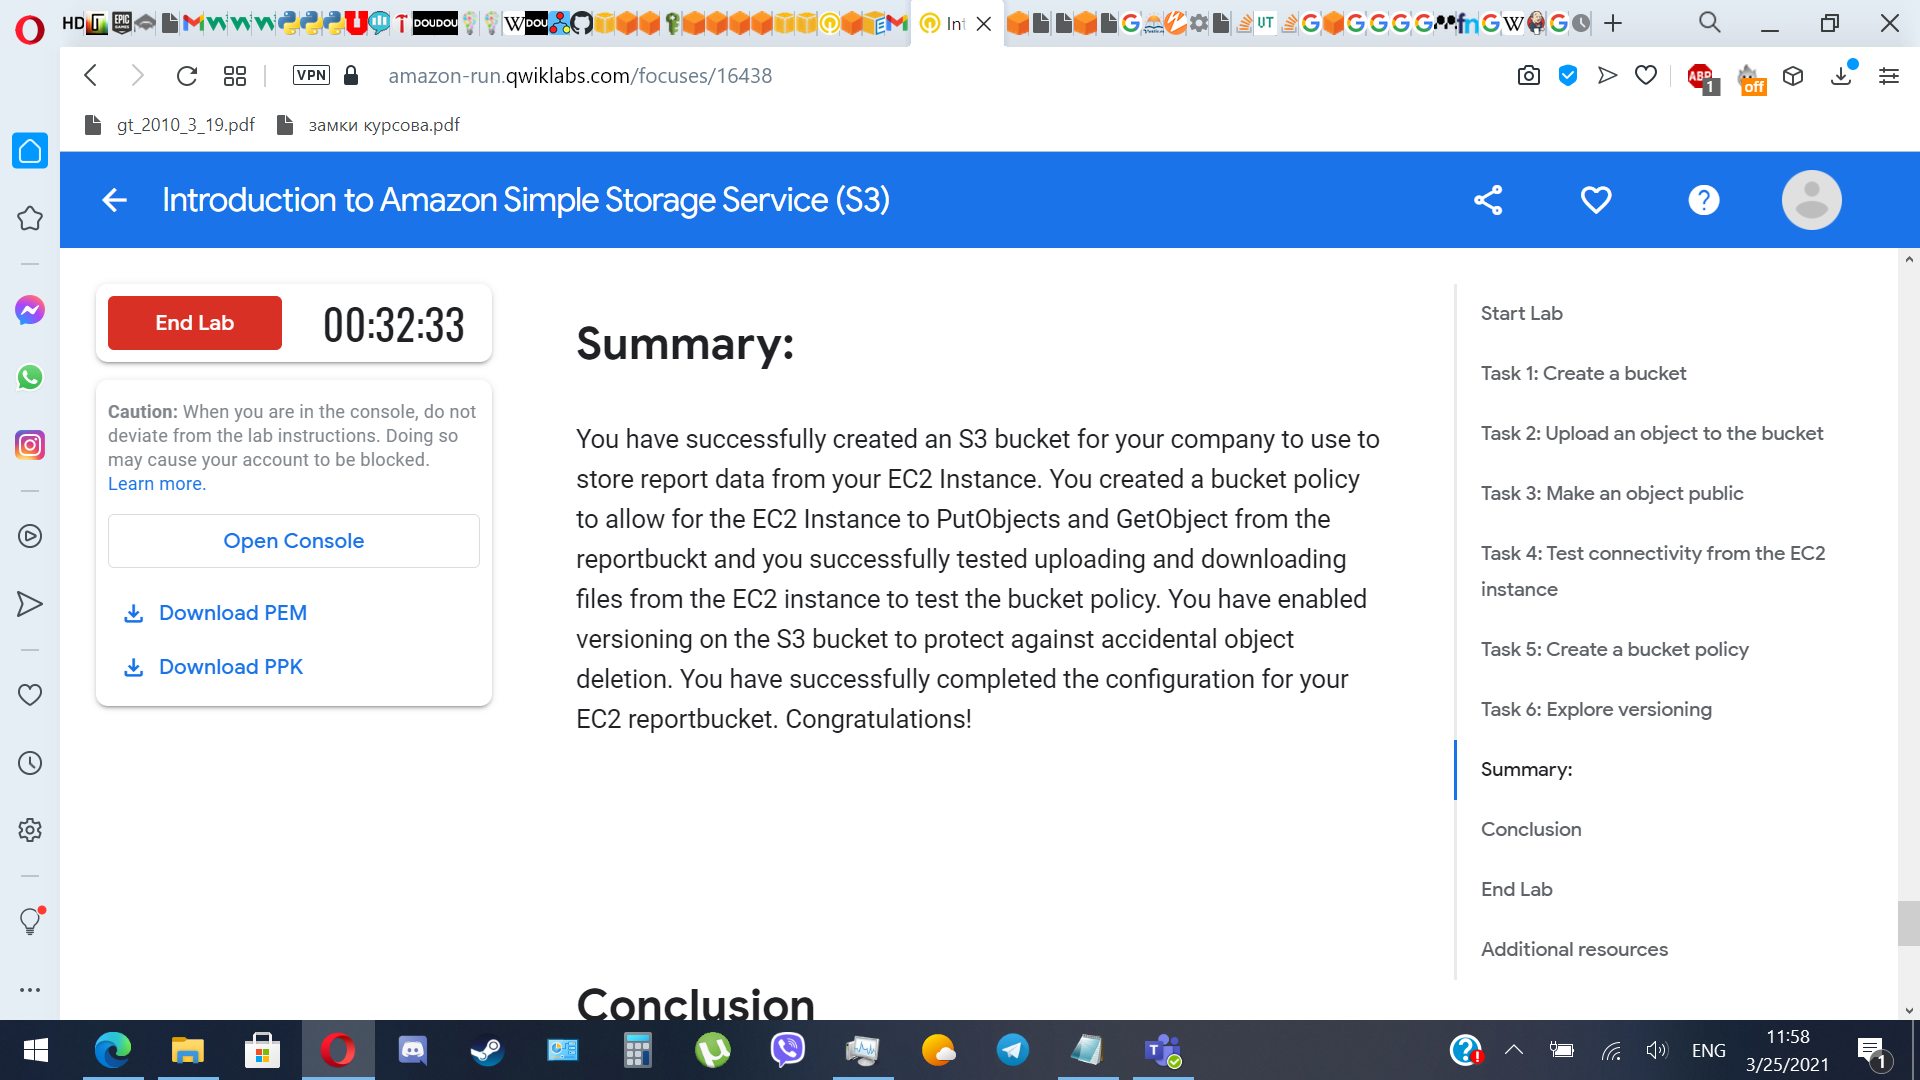 HD
EPIC GAMES
DOUDOU
W
DOU
Int
UT
fn
W
VPN
amazon-run.qwiklabs.com/focuses/16438
ABP
1
off
gt_2010_3_19.pdf
замки курсова.pdf
Introduction to Amazon Simple Storage Service (S3)
End Lab
00:32:33
Caution: When you are in the console, do not
deviate from the lab instructions. Doing so
may cause your account to be blocked.
Learn more.
Open Console
Download PEM
Download PPK
Summary:
You have successfully created an S3 bucket for your company to use to
store report data from your EC2 Instance. You created a bucket policy
to allow for the EC2 Instance to PutObjects and GetObject from the
reportbuckt and you successfully tested uploading and downloading
files from the EC2 instance to test the bucket policy. You have enabled
versioning on the S3 bucket to protect against accidental object
deletion. You have successfully completed the configuration for your
EC2 reportbucket. Congratulations!
Conclusion
Start Lab
Task 1: Create a bucket
Task 2: Upload an object to the bucket
Task 3: Make an object public
Task 4: Test connectivity from the EC2
instance
Task 5: Create a bucket policy
Task 6: Explore versioning
Summary:
Conclusion
End Lab
Additional resources
ENG
11:58
3/25/2021
1